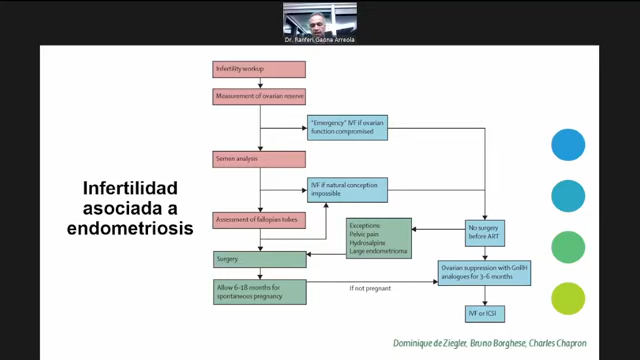 Dr. Ranferi Gaona Arreola
Infertility workup
Measurement of ovarian reserve
"Emergency" IVF if ovarian
function compromised
Semen analysis
IVF if natural conception
impossible
Infertilidad
asociada a
endometriosis
Assessment of fallopian tubes
Exceptions:
Pelvic pain
Hydrosalpinx
Large endometrioma
No surgery
before ART
Surgery
Ovarian suppression with GnRH
analogues for 3-6 months
Allow 6-18 months for
spontaneous pregnancy
If not pregnant
IVF or ICSI
Dominique de Ziegler, Bruno Borghese, Charles Chapron